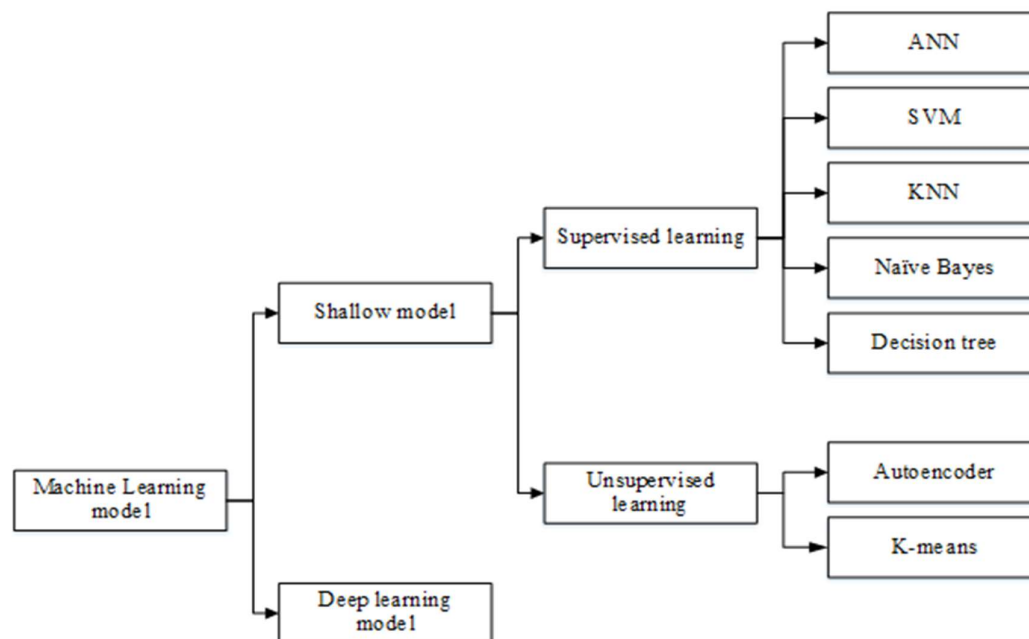 ANN
SVM
KNN
Supervised learning
Naïve Bayes
Shallow model
Decision tree
Machine Learning
model
Unsupervised
learning
Autoencoder
K-means
Deep learning
model